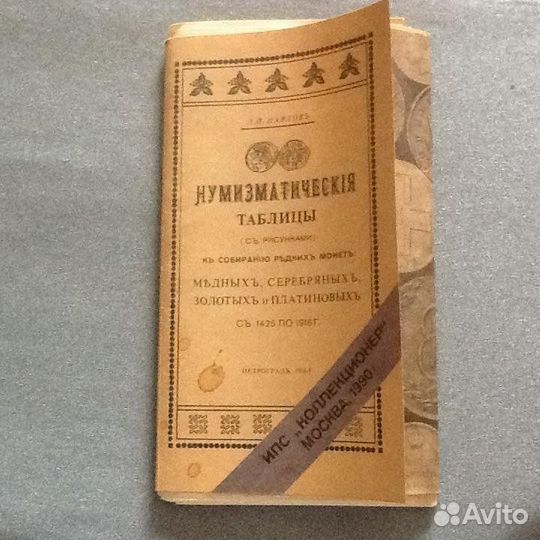 НУМИЗМАТИЧЕСКІЯ
ТАБЛИЦЫ
(СЪ РИСУНКАМИ)
КЪ СОБИРАНІЮ РѢДКИХЪ МОНЕТЪ:
МѢДНЫХЪ, СЕРЕБРЯНЫХЪ,
ЗОЛОТЫХЪ и ПЛАТИНОВЫХЪ
СЪ 1425 ПО 1916 Г.
ПЕТРОГРАДЪ
ИПС „КОЛЛЕКЦИОНЕР"
МОСКВА, 1990
Avito